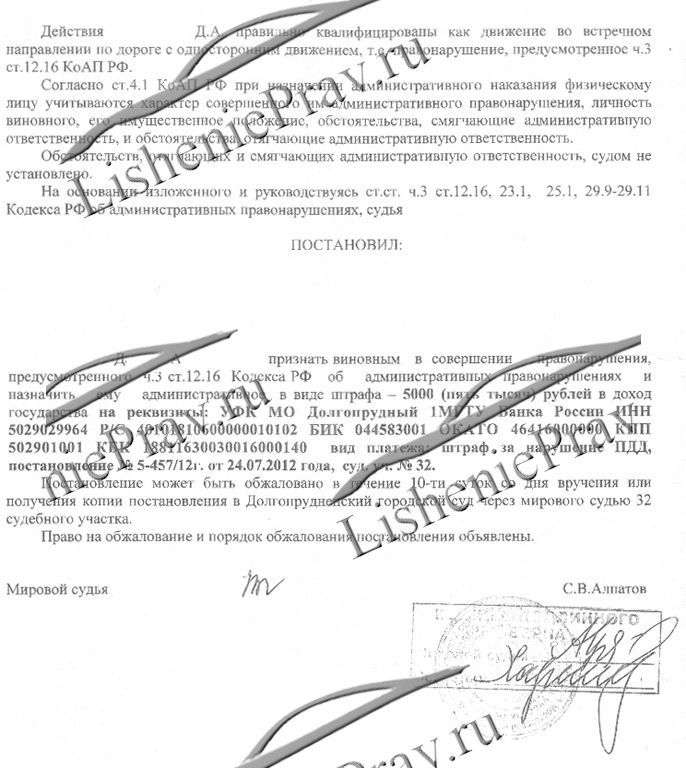 Действия Д.А. правильно квалифицированы как движение во встречном
направлении по дороге с односторонним движением, т.е. правонарушение, предусмотренное ч.3
ст.12.16 КоАП РФ.
Согласно ст.4.1 КоАП РФ при назначении административного наказания физическому
лицу учитываются характер совершенного им административного правонарушения, личность
виновного, его имущественное положение, обстоятельства, смягчающие административную
ответственность, и обстоятельства, отягчающие административную ответственность.
Обстоятельств, отягчающих и смягчающих административную ответственность, судом не
установлено.
На основании изложенного и руководствуясь ст.ст. ч.3 ст.12.16, 23.1, 25.1, 29.9-29.11
Кодекса РФ об административных правонарушениях, судья
ПОСТАНОВИЛ:
Д. А признать виновным в совершении правонарушения,
предусмотренного ч.3 ст.12.16 Кодекса РФ об административных правонарушениях и
назначить ему административное в виде штрафа – 5000 (пять тысяч) рублей в доход
государства на реквизиты: УФК МО Долгопрудный Банка России ИНН
5029029964 БИК 044583001 ОКАТО 46416000000 КПП
502901001 КБК 18811630030016000140 вид платежа: штраф за нарушение ПДД,
постановление № 5-457/12г. от 24.07.2012 года, суд. уч. № 32.
Постановление может быть обжаловано в течение 10-ти суток со дня вручения или
получения копии постановления в Долгопрудненский городской суд через мирового судью 32
судебного участка.
Право на обжалование и порядок обжалования постановления объявлены.
Мировой судья С.В.Алпатов
LisheniePrav.ru
niePrav.ru
LisheniePrav
Prav.ru